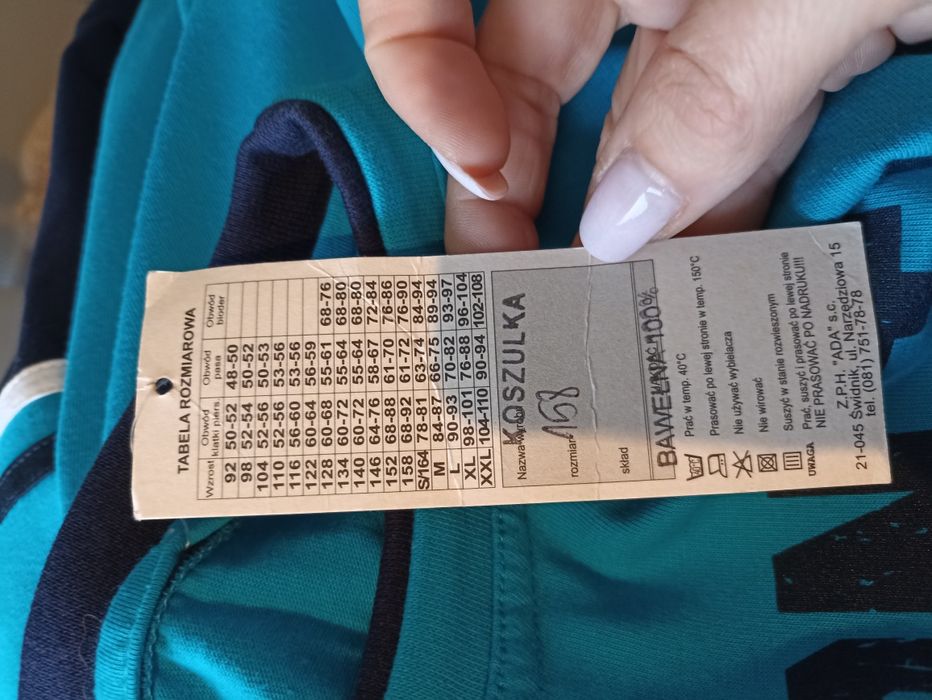 TABELA ROZMIAROWA
Wzrost Obwód klatki piers. Obwód pasa Obwód bioder
92 50-52 48-50
98 52-54 50-52
104 52-56 50-53
110 52-56 53-56
116 56-60 53-56
122 60-64 56-59
128 60-68 55-61 68-76
134 60-72 55-64 68-80
140 60-72 55-64 68-80
146 64-76 58-67 72-84
152 68-88 61-70 76-86
158 68-92 61-72 76-90
S/164 78-81 63-74 84-94
M 84-87 66-75 89-94
L 90-93 70-82 93-97
XL 98-101 76-88 96-104
XXL 104-110 90-94 102-108
Nazwa
KOSZULKA
rozmiar 158
skład
BAWEŁNA 100%
Prać w temp. 40°C
Prasować po lewej stronie w temp. 150°C
Nie używać wybielacza
Nie wirować
Suszyć w stanie rozwieszonym
UWAGA Prać, suszyć i prasować po lewej stronie
NIE PRASOWAĆ PO NADRUKU!!!
Z.P.H. "ADA" s.c.
21-045 Świdnik, ul. Narzędziowa 15
tel. (081) 751-78-78